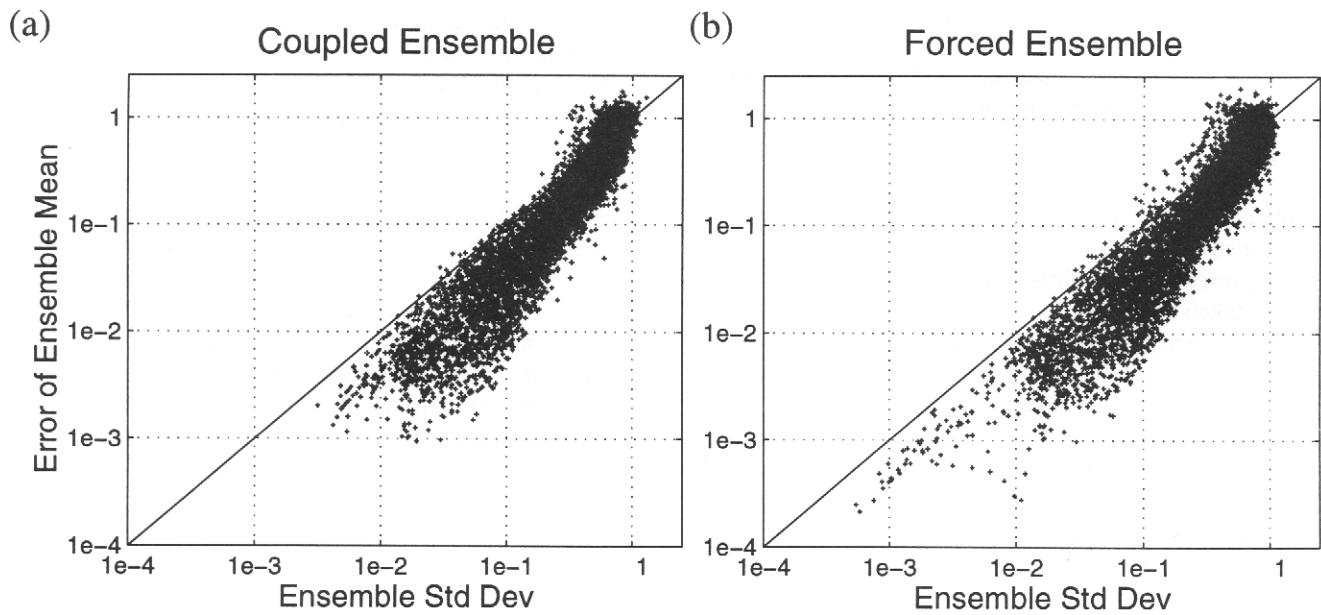 (a)
Coupled Ensemble
Error of Ensemble Mean
1
1e-1
1e-2
1e-3
1e-4
1e-4
1e-3
1e-2
1e-1
1
Ensemble Std Dev
(b)
Forced Ensemble
1
1e-1
1e-2
1e-3
1e-4
1e-4
1e-3
1e-2
1e-1
1
Ensemble Std Dev